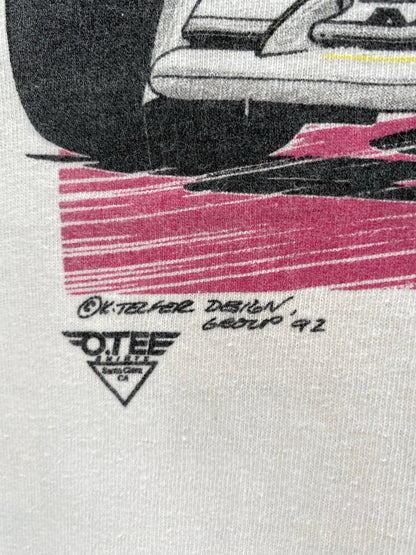 ©K.TELFER DESIGN,
GROUP '92
O.TEE
SHIRTS
Santa Clara
CA